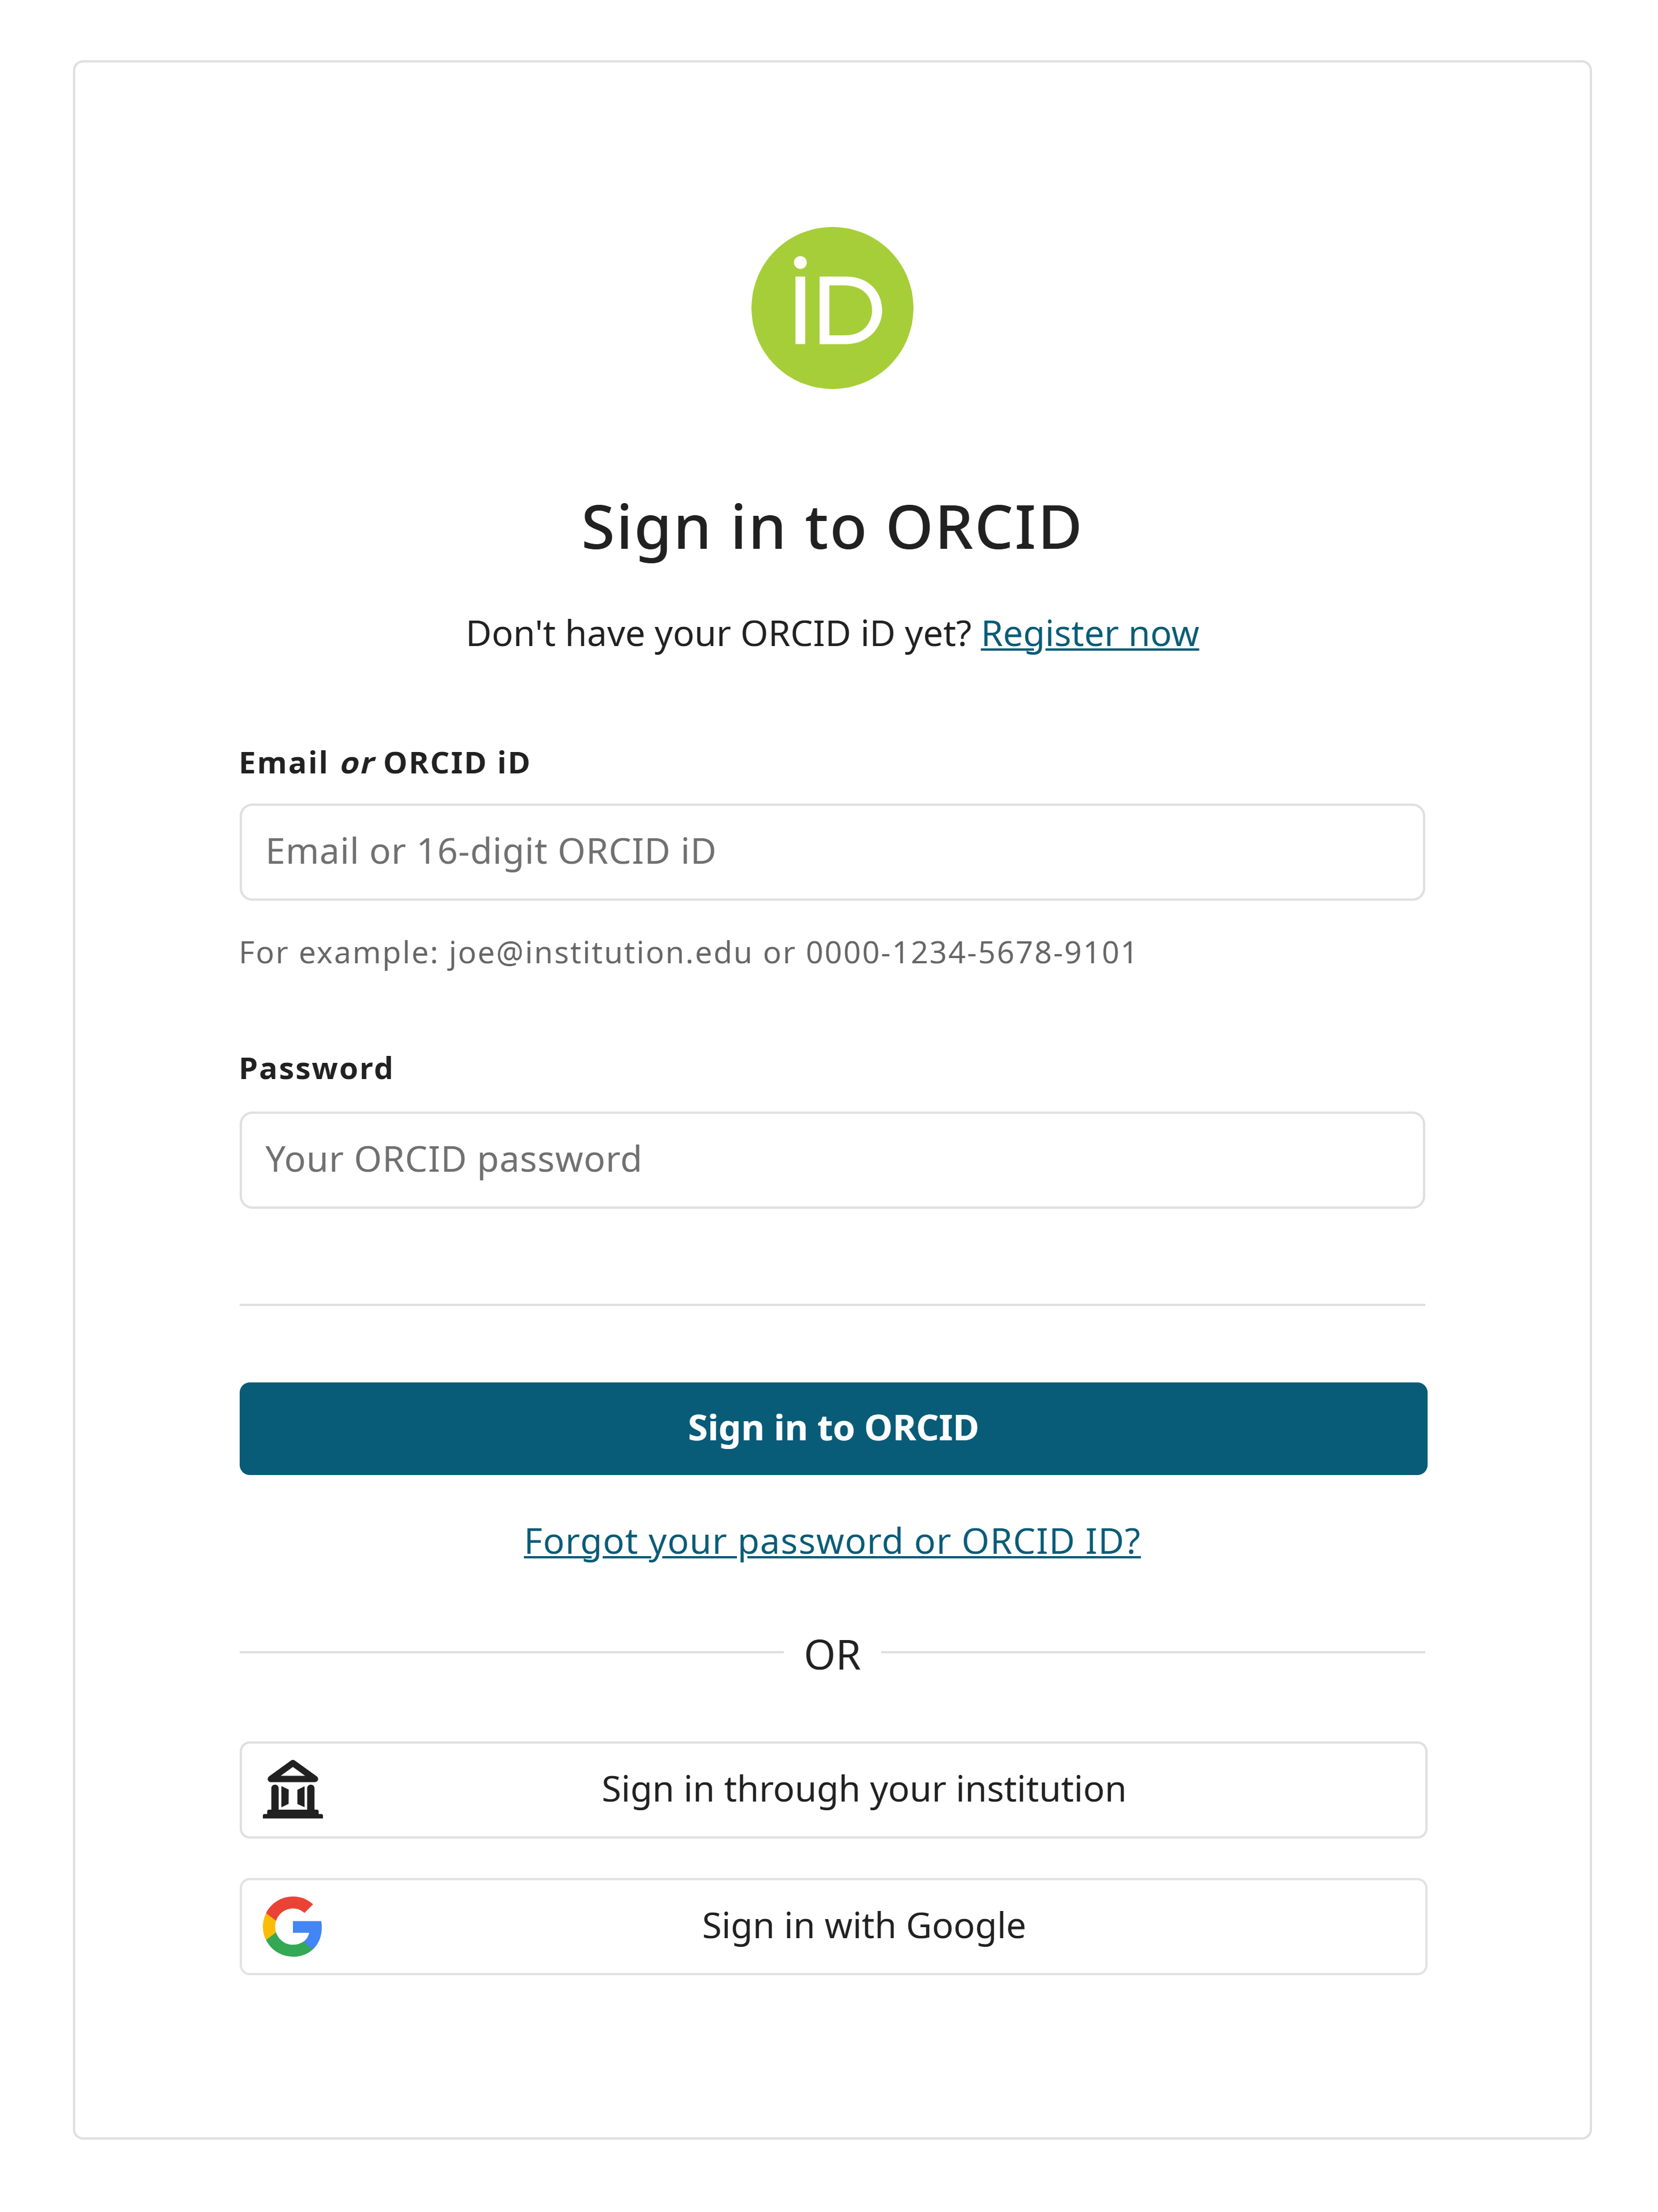 iD
Sign in to ORCID
Don't have your ORCID iD yet? Register now
Email or ORCID iD
Email or 16-digit ORCID iD
For example: joe@institution.edu or 0000-1234-5678-9101
Password
Your ORCID password
Sign in to ORCID
Forgot your password or ORCID ID?
OR
Sign in through your institution
Sign in with Google